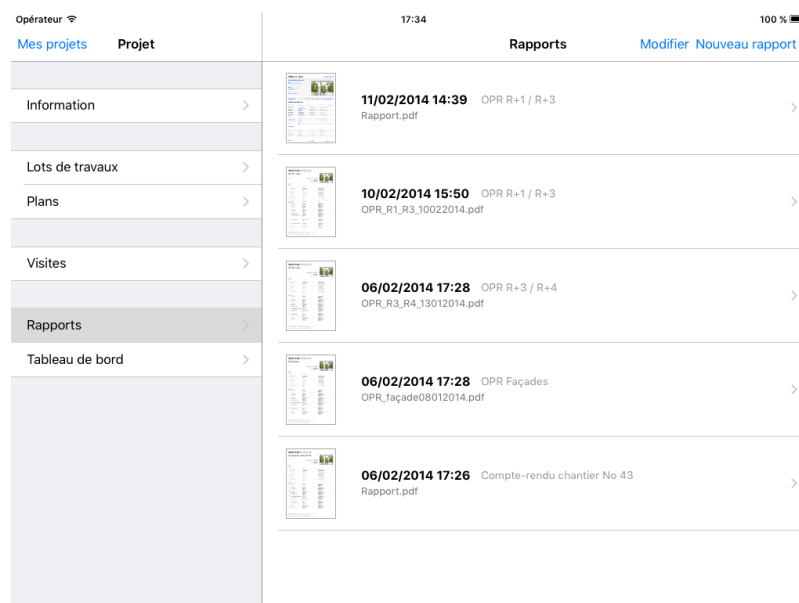 Opérateur 17:34 100 %
Mes projets Projet Rapports Modifier Nouveau rapport
Information
Lots de travaux
Plans
Visites
Rapports
Tableau de bord
11/02/2014 14:39 OPR R+1 / R+3
Rapport.pdf
10/02/2014 15:50 OPR R+1 / R+3
OPR_R1_R3_10022014.pdf
06/02/2014 17:28 OPR R+3 / R+4
OPR_R3_R4_13012014.pdf
06/02/2014 17:28 OPR Façades
OPR_façade08012014.pdf
06/02/2014 17:26 Compte-rendu chantier No 43
Rapport.pdf